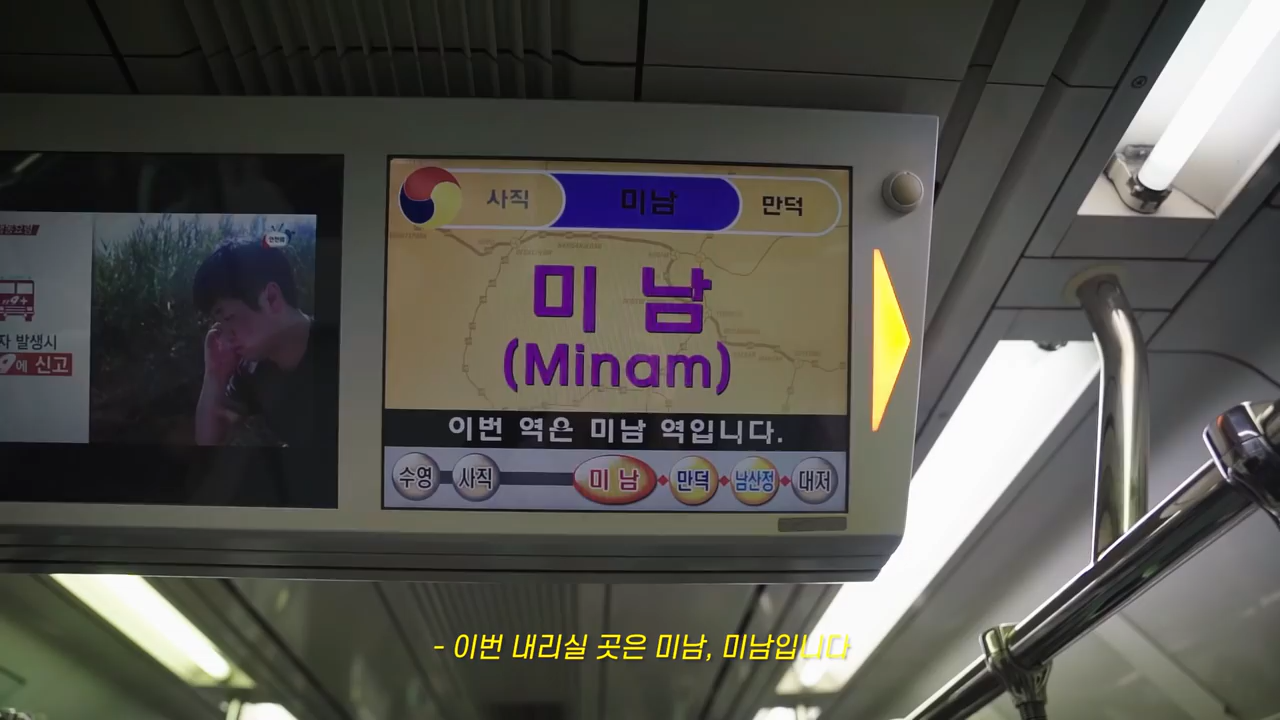 사직 미남 만덕
미 남
(Minam)
이번 역은 미남 역입니다.
수영 사직 미 남 만덕 남산정 대저
자 발생시
에 신고
- 이번 내리실 곳은 미남, 미남입니다